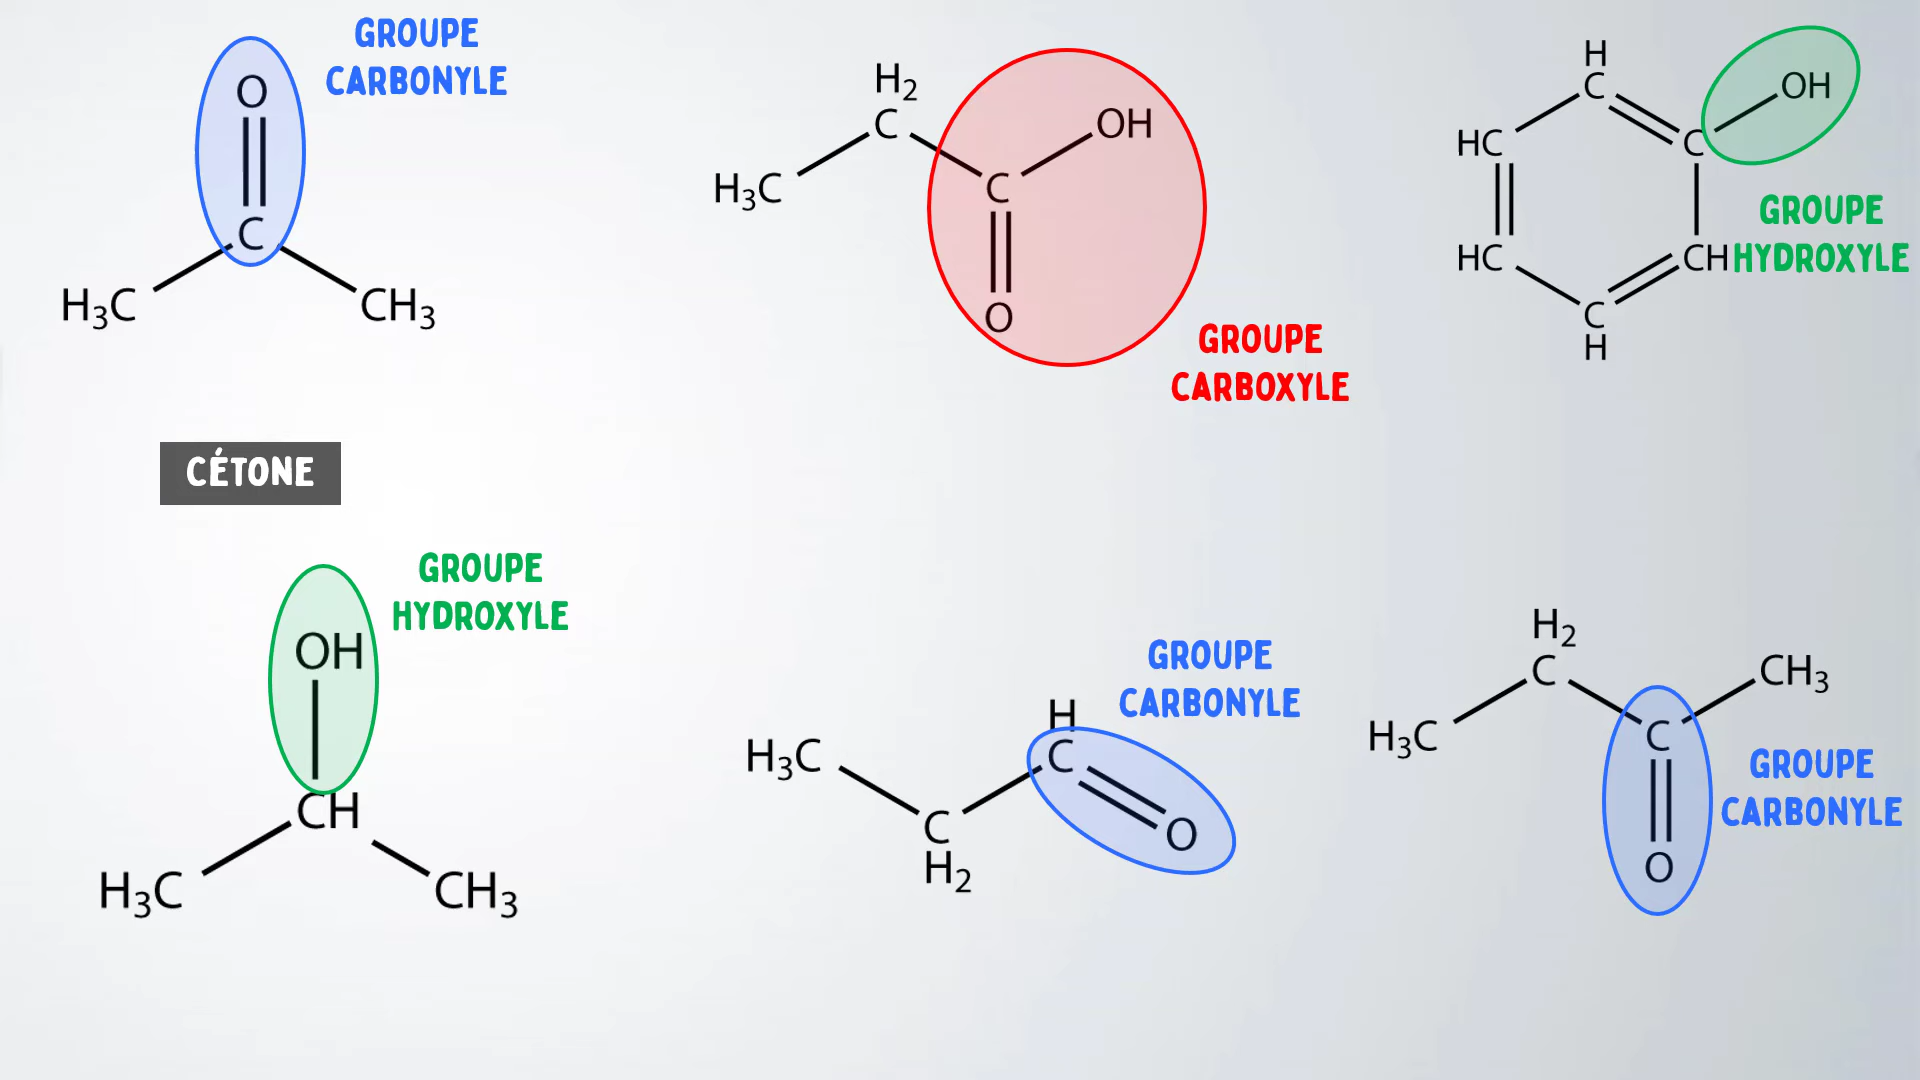 GROUPE
CARBONYLE
O
C
H₃C
CH₃
H₂
C
OH
H₃C
C
O
GROUPE
CARBOXYLE
H
C
OH
HC
C
GROUPE
HYDROXYLE
HC
CH
C
H
CÉTONE
GROUPE
HYDROXYLE
OH
CH
H₃C
CH₃
GROUPE
CARBONYLE
H
H₃C
C
C
O
H₂
H₂
C
CH₃
H₃C
C
GROUPE
CARBONYLE
O